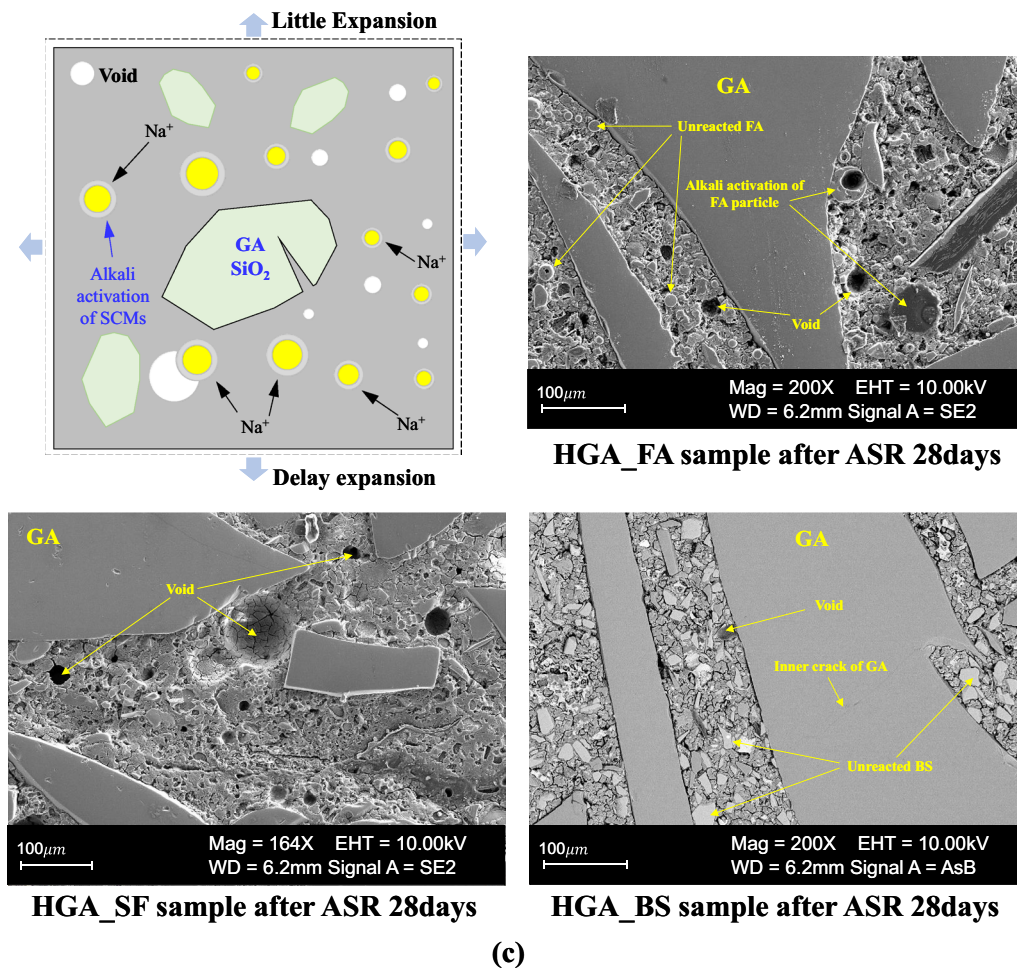 Little Expansion
Void
Na⁺
Alkali
activation
of SCMs
GA
SiO₂
Na⁺
Na⁺
Na⁺
Delay expansion
GA
Unreacted FA
Alkali activation of
FA particle
Void
100μm
Mag = 200X EHT = 10.00kV
WD = 6.2mm Signal A = SE2
HGA_FA sample after ASR 28days
GA
Void
100μm
Mag = 164X EHT = 10.00kV
WD = 6.2mm Signal A = SE2
HGA_SF sample after ASR 28days
GA
Void
Inner crack of GA
Unreacted BS
100μm
Mag = 200X EHT = 10.00kV
WD = 6.2mm Signal A = AsB
HGA_BS sample after ASR 28days
(c)